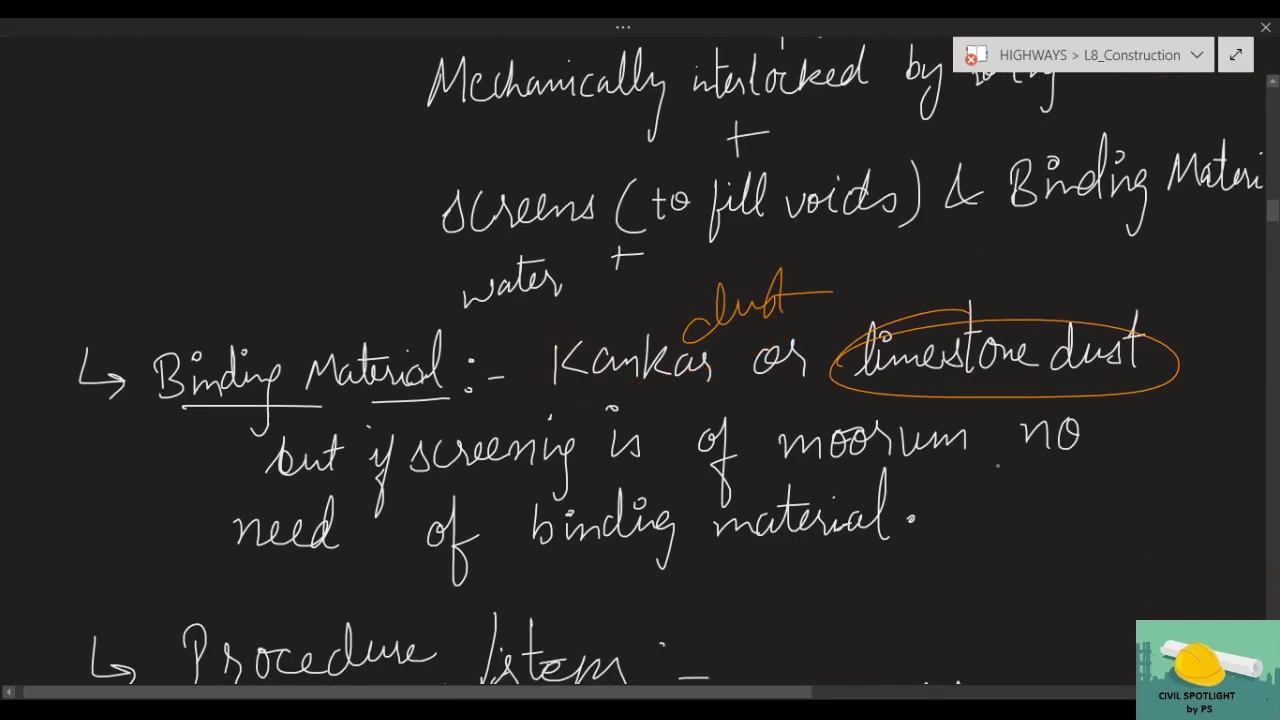 HIGHWAYS > L8_Construction
Mechanically interlocked by
+
screens (to fill voids) & Binding Materi
water +
dust
↳ Binding Material :- Kankar or limestone dust
but if screening is of moorum no
need of binding material.
↳ Procedure /steps :-
CIVIL SPOTLIGHT
by PS